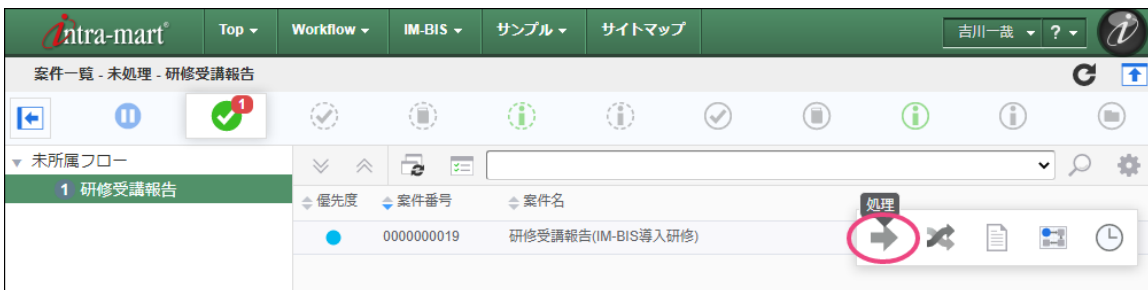 intra-mart® Top Workflow IM-BIS サンプル サイトマップ 吉川一哉 ?
案件一覧 - 未処理 - 研修受講報告
1
未所属フロー
1 研修受講報告
優先度 案件番号 案件名
処理
0000000019 研修受講報告(IM-BIS導入研修)